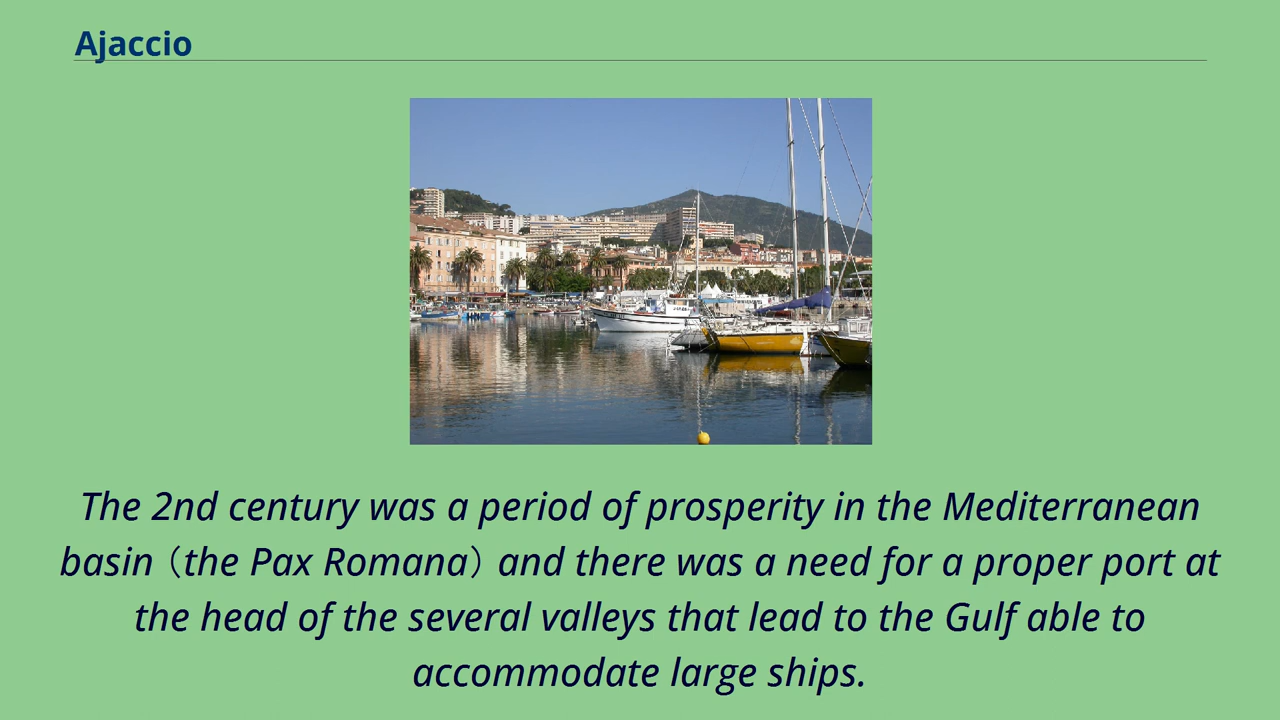 Ajaccio
The 2nd century was a period of prosperity in the Mediterranean
basin（the Pax Romana）and there was a need for a proper port at
the head of the several valleys that lead to the Gulf able to
accommodate large ships.